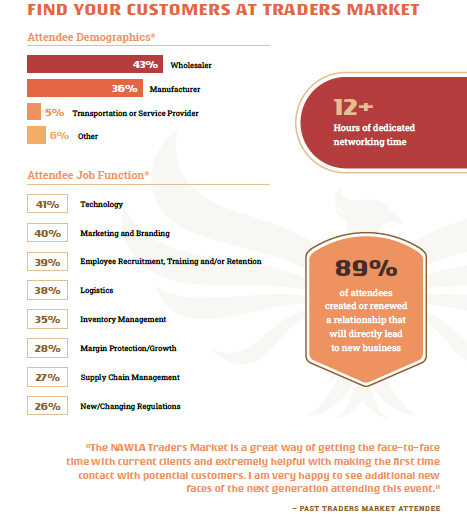 FIND YOUR CUSTOMERS AT TRADERS MARKET
Attendee Demographics*
43% Wholesaler
36% Manufacturer
5% Transportation or Service Provider
6% Other
12+
Hours of dedicated
networking time
Attendee Job Function*
41% Technology
40% Marketing and Branding
39% Employee Recruitment, Training and/or Retention
38% Logistics
35% Inventory Management
28% Margin Protection/Growth
27% Supply Chain Management
26% New/Changing Regulations
89%
of attendees
created or renewed
a relationship that
will directly lead
to new business
"The NAWLA Traders Market is a great way of getting the face-to-face
time with current clients and extremely helpful with making the first time
contact with potential customers. I am very happy to see additional new
faces of the next generation attending this event."
– PAST TRADERS MARKET ATTENDEE